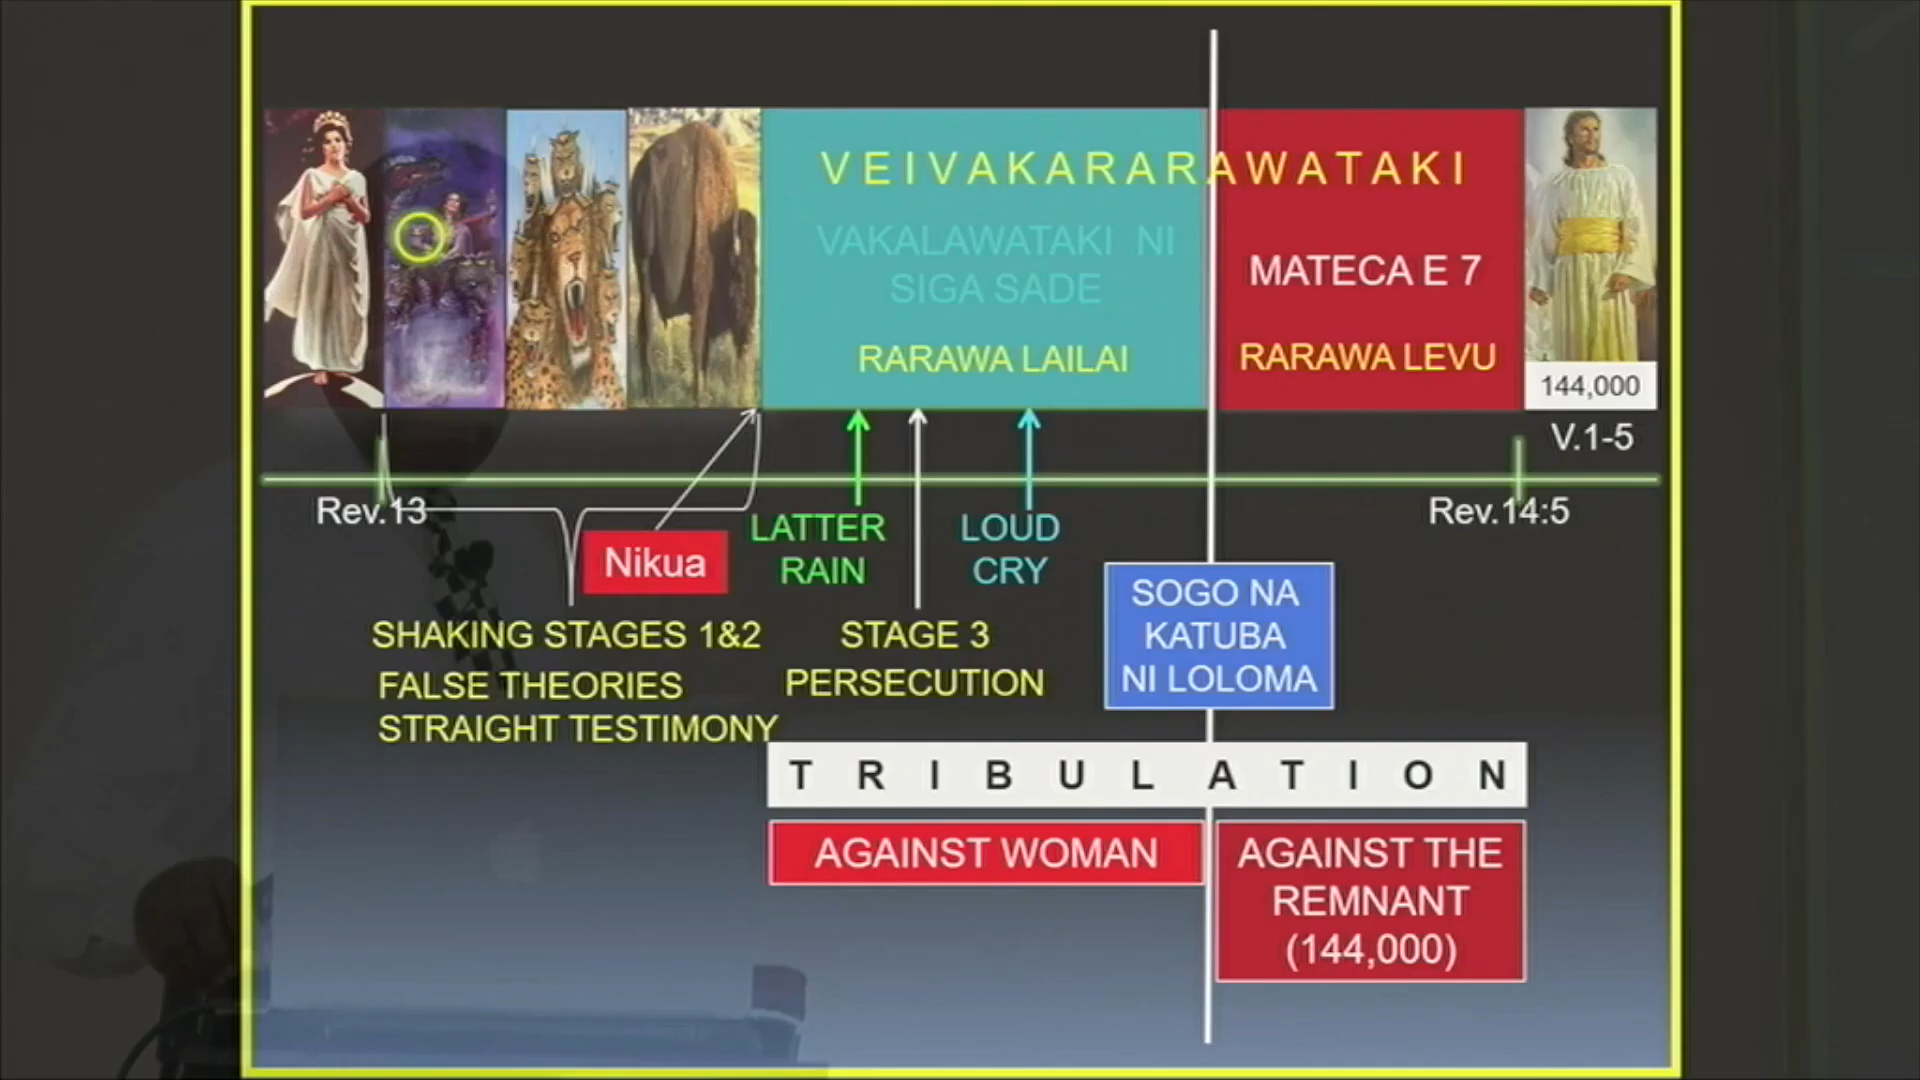 VEIVAKARARAWATAKI
VAKALAWATAKI NI
SIGA SADE
RARAWA LAILAI
MATECA E 7
RARAWA LEVU
144,000
V.1-5
Rev.13
Rev.14:5
Nikua
LATTER
RAIN
LOUD
CRY
SHAKING STAGES 1&2
FALSE THEORIES
STRAIGHT TESTIMONY
STAGE 3
PERSECUTION
SOGO NA
KATUBA
NI LOLOMA
TRIBULATION
AGAINST WOMAN
AGAINST THE
REMNANT
(144,000)